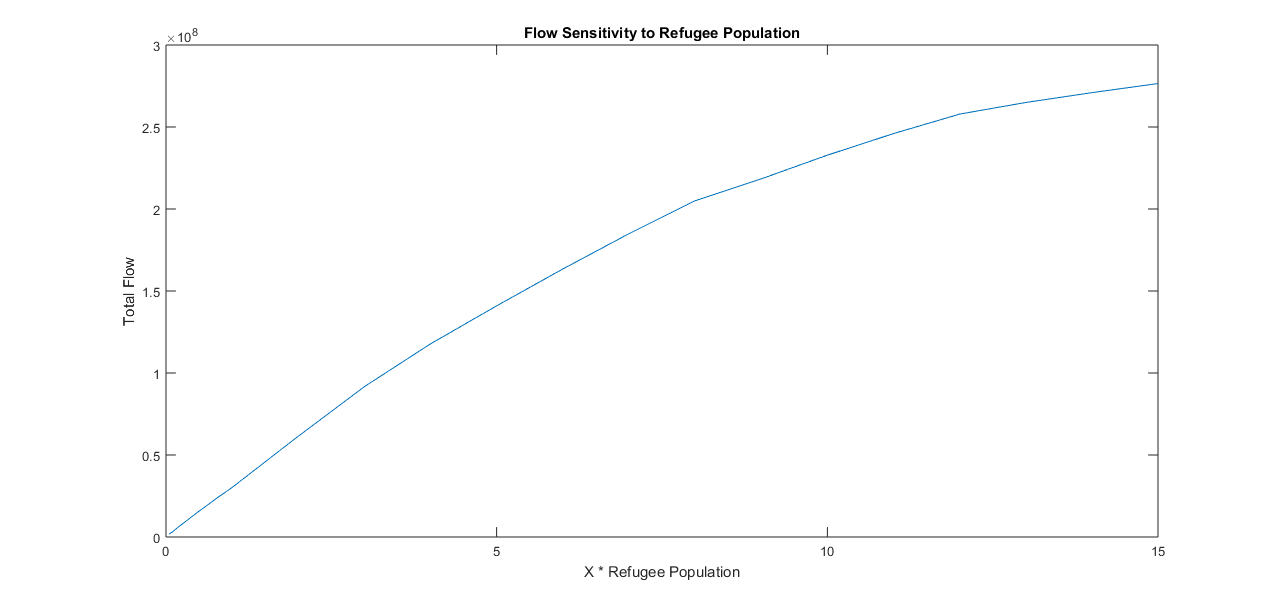 Flow Sensitivity to Refugee Population
×10^8
3
2.5
2
1.5
1
0.5
0
Total Flow
0 5 10 15
X * Refugee Population